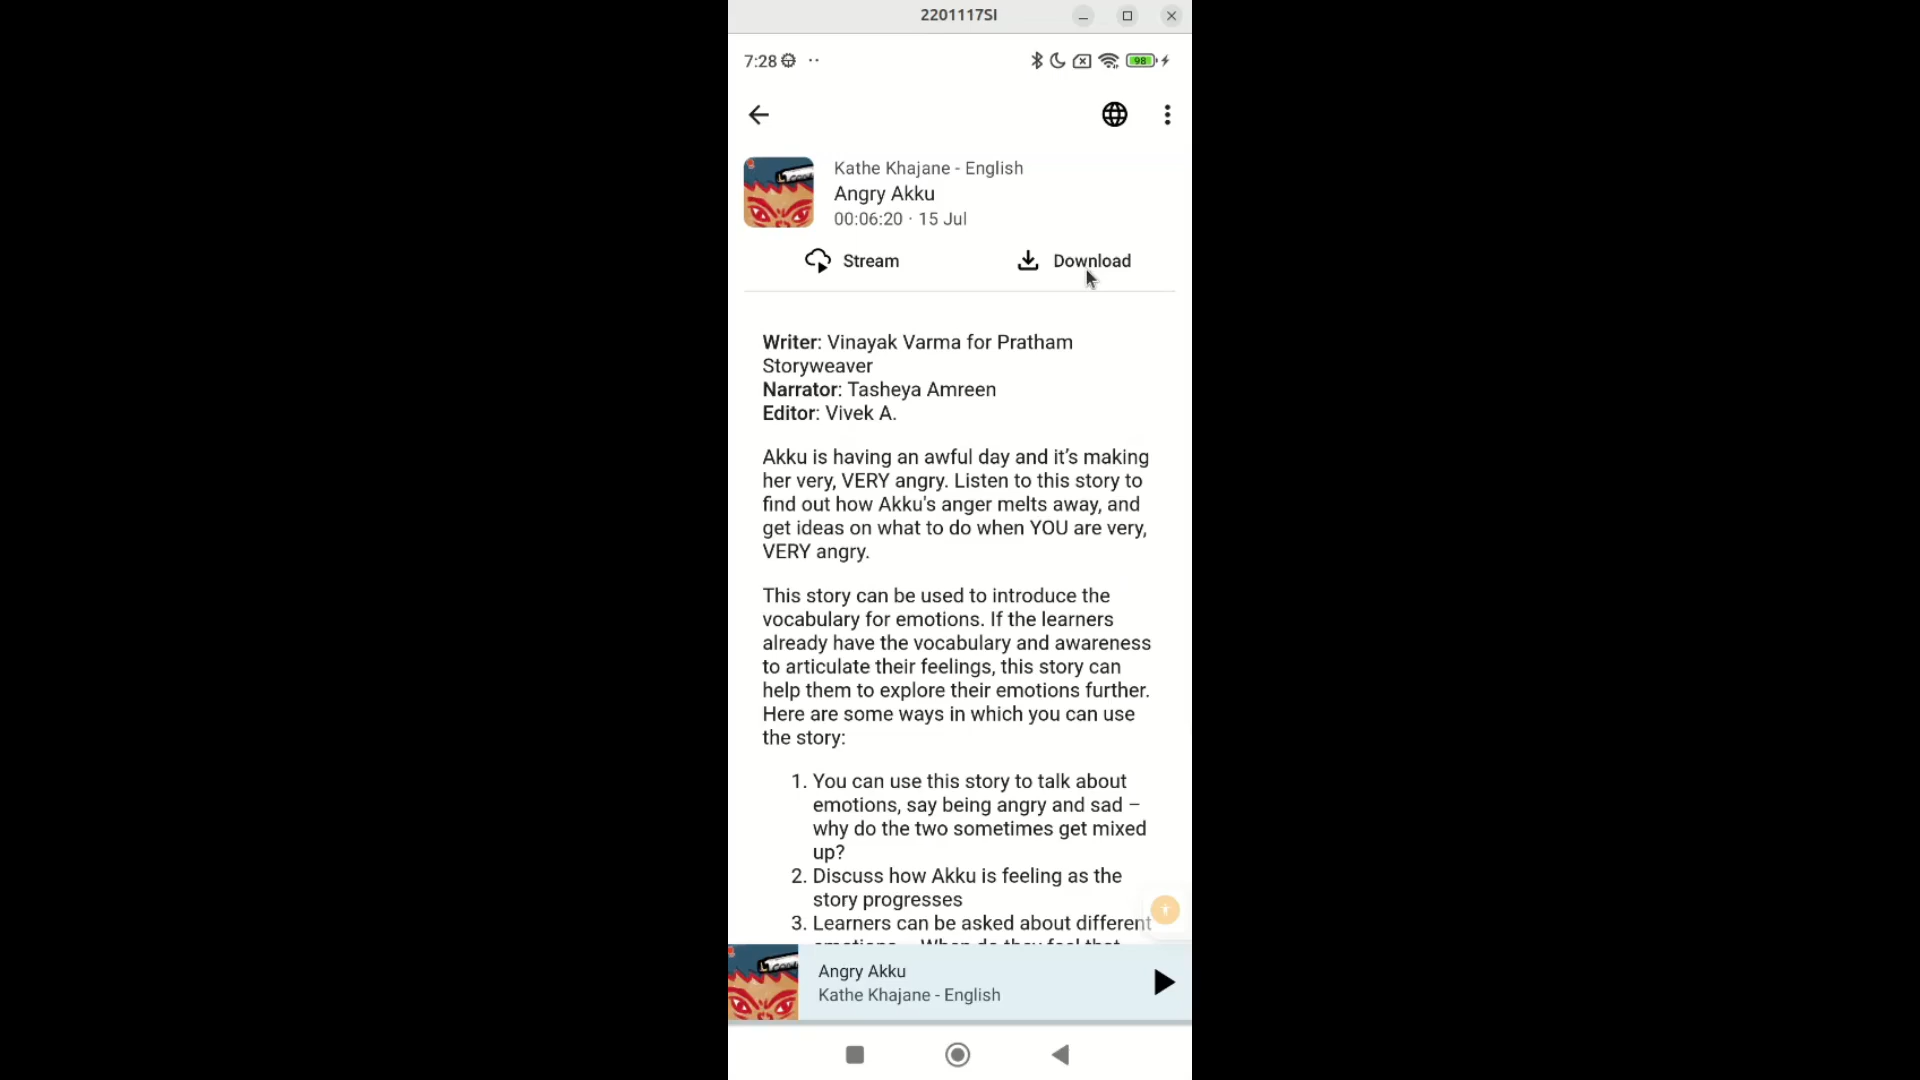 2201117SI
7:28
98
Kathe Khajane - English
Angry Akku
00:06:20 · 15 Jul
Stream
Download
Writer: Vinayak Varma for Pratham
Storyweaver
Narrator: Tasheya Amreen
Editor: Vivek A.
Akku is having an awful day and it’s making
her very, VERY angry. Listen to this story to
find out how Akku's anger melts away, and
get ideas on what to do when YOU are very,
VERY angry.
This story can be used to introduce the
vocabulary for emotions. If the learners
already have the vocabulary and awareness
to articulate their feelings, this story can
help them to explore their emotions further.
Here are some ways in which you can use
the story:
1. You can use this story to talk about
emotions, say being angry and sad –
why do the two sometimes get mixed
up?
2. Discuss how Akku is feeling as the
story progresses
3. Learners can be asked about different
Angry Akku
Kathe Khajane - English